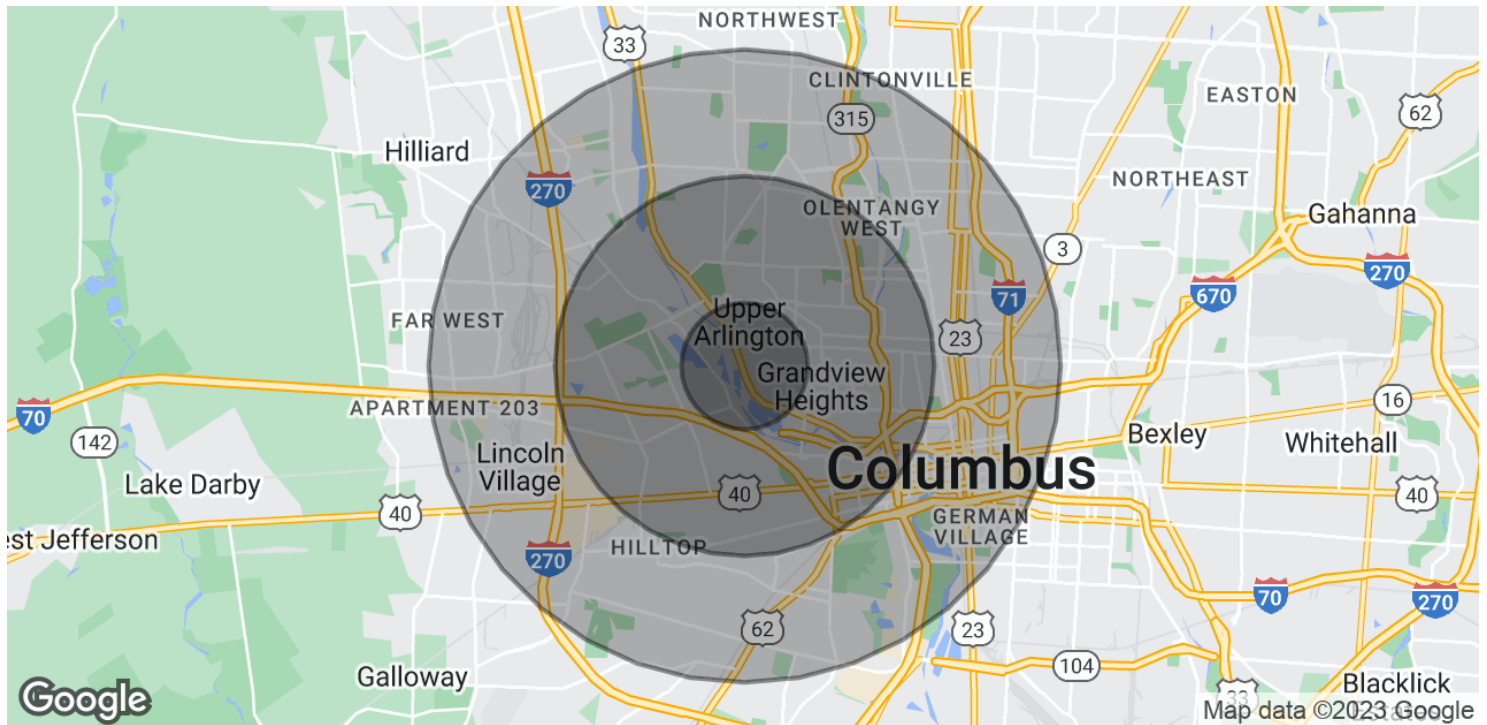 NORTHWEST
33
CLINTONVILLE
EASTON
62
315
Hilliard
270
NORTHEAST
OLENTANGY
WEST
Gahanna
3
270
71
670
Upper
Arlington
FAR WEST
23
Grandview
Heights
70
APARTMENT 203
16
142
Bexley
Whitehall
Lincoln
Village
Columbus
Lake Darby
40
40
40
GERMAN
VILLAGE
est Jefferson
HILLTOP
270
70
270
62
23
104
Galloway
Blacklick
33
Google
Map data ©2023 Google